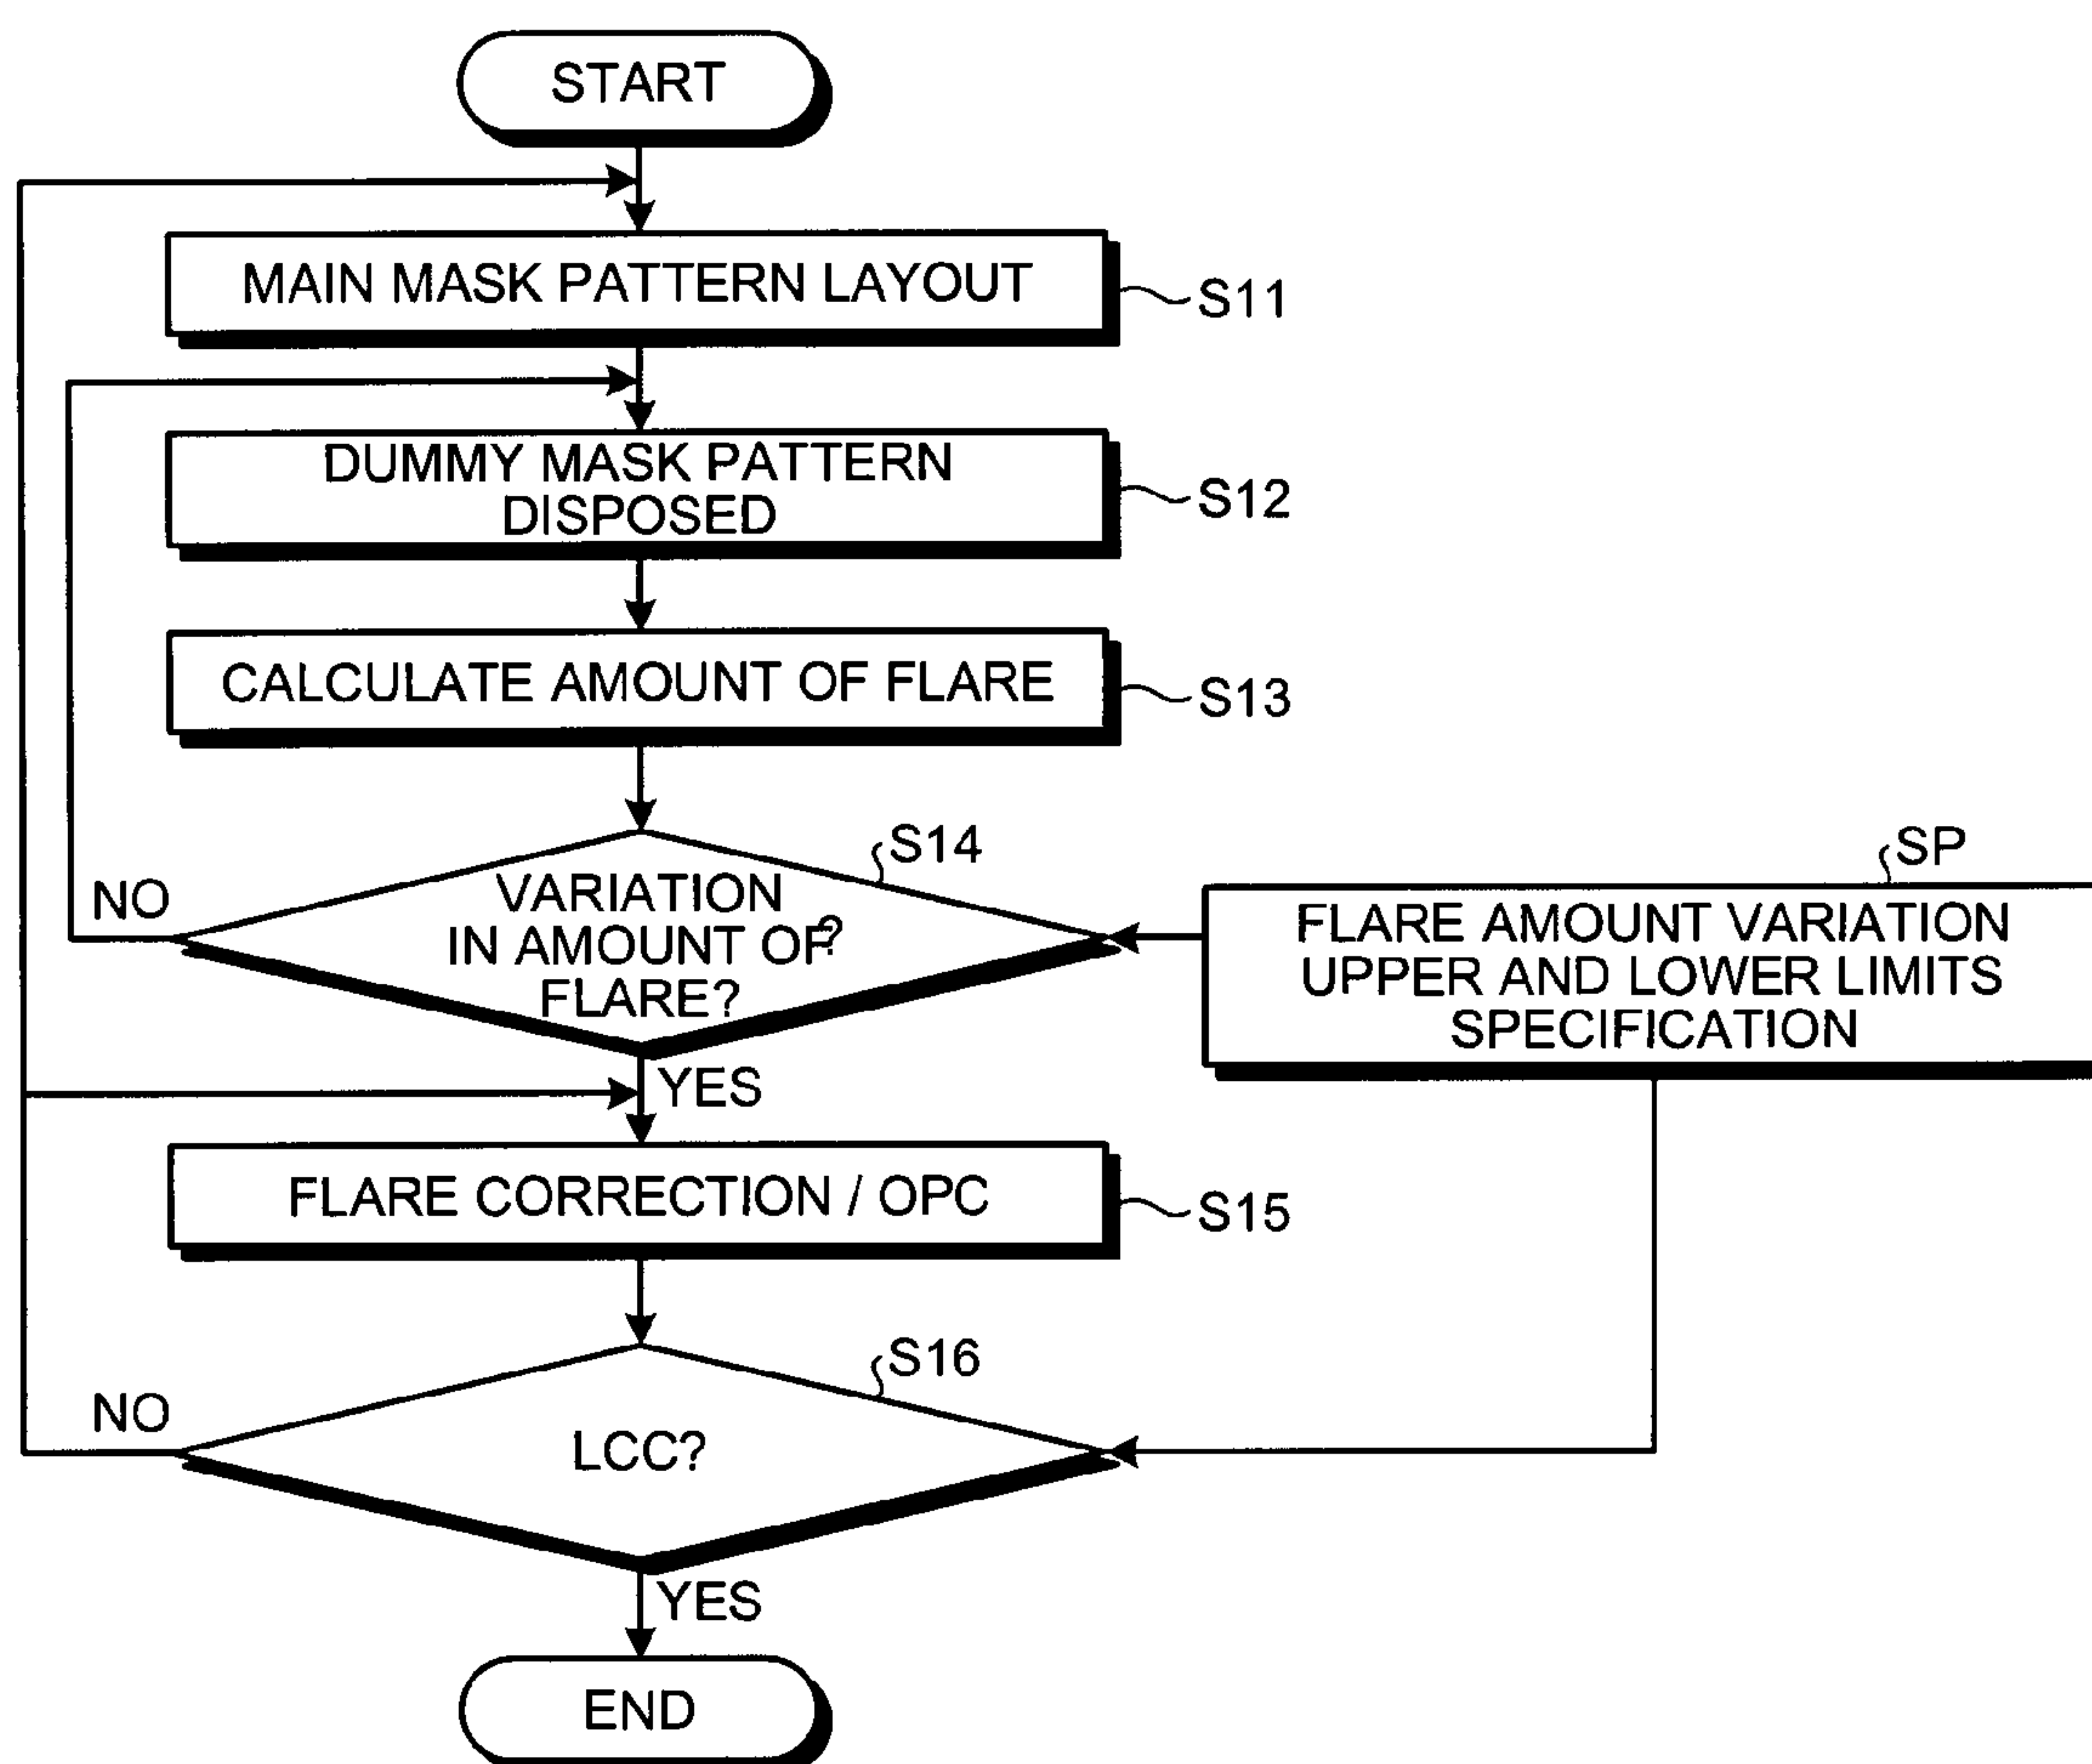 START
MAIN MASK PATTERN LAYOUT
S11
DUMMY MASK PATTERN
DISPOSED
S12
CALCULATE AMOUNT OF FLARE
S13
S14
VARIATION
IN AMOUNT OF?
FLARE?
NO
YES
SP
FLARE AMOUNT VARIATION
UPPER AND LOWER LIMITS
SPECIFICATION
FLARE CORRECTION / OPC
S15
S16
LCC?
NO
YES
END